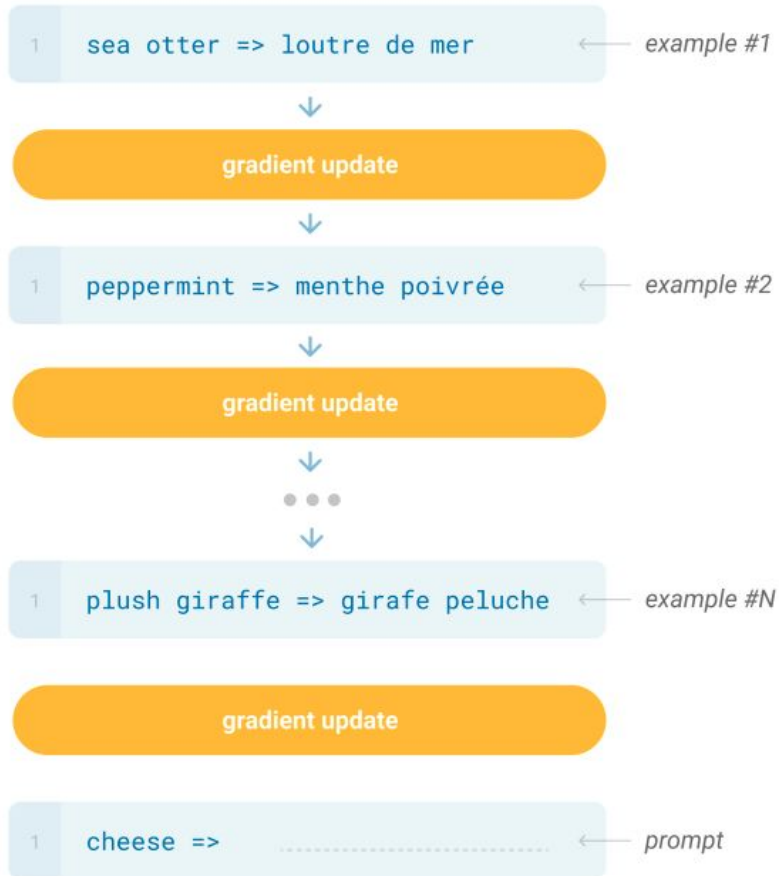 1 sea otter => loutre de mer example #1
gradient update
1 peppermint => menthe poivrée example #2
gradient update
1 plush giraffe => girafe peluche example #N
gradient update
1 cheese => prompt